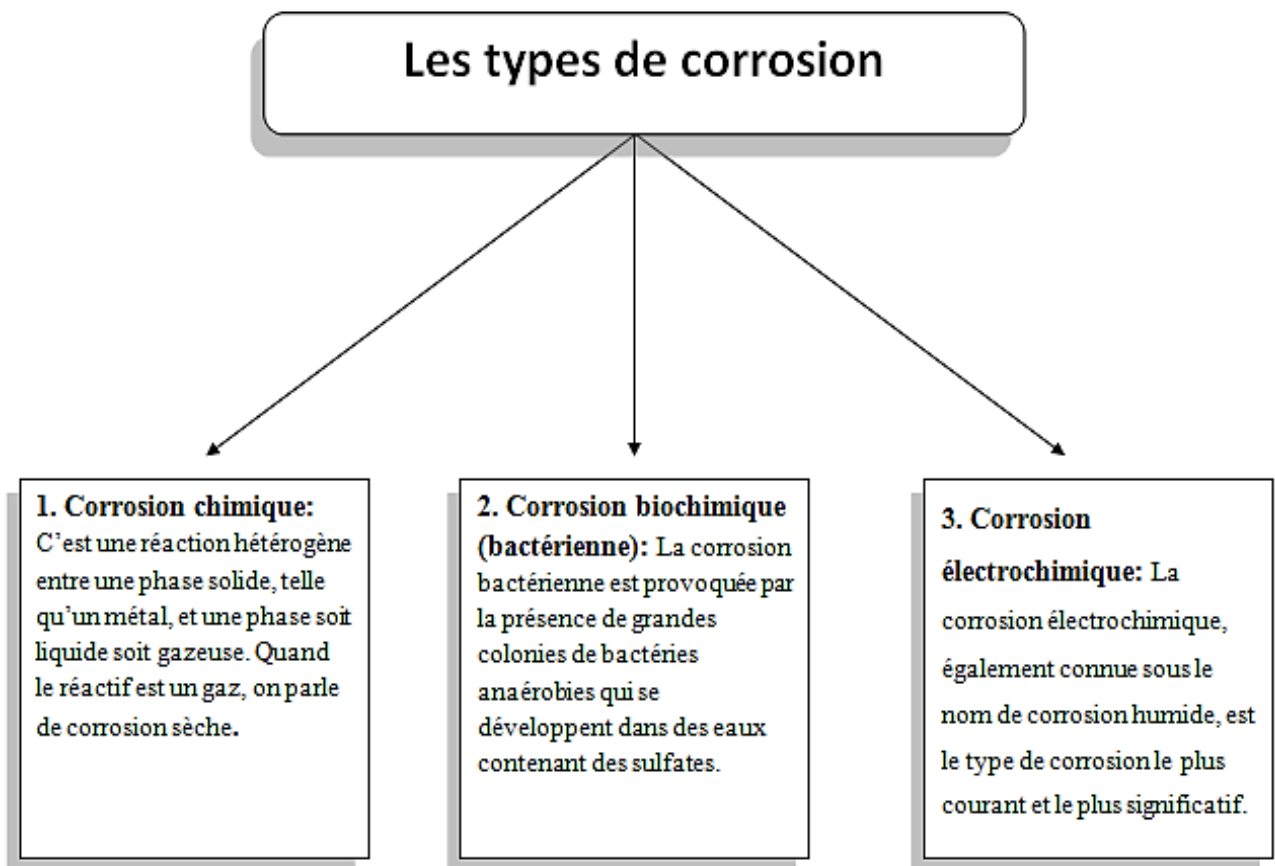 Les types de corrosion
1. Corrosion chimique:
C’est une réaction hétérogène
entre une phase solide, telle
qu’un métal, et une phase soit
liquide soit gazeuse. Quand
le réactif est un gaz, on parle
de corrosion sèche.
2. Corrosion biochimique
(bactérienne): La corrosion
bactérienne est provoquée par
la présence de grandes
colonies de bactéries
anaérobies qui se
développent dans des eaux
contenant des sulfates.
3. Corrosion
électrochimique: La
corrosion électrochimique,
également connue sous le
nom de corrosion humide, est
le type de corrosion le plus
courant et le plus significatif.